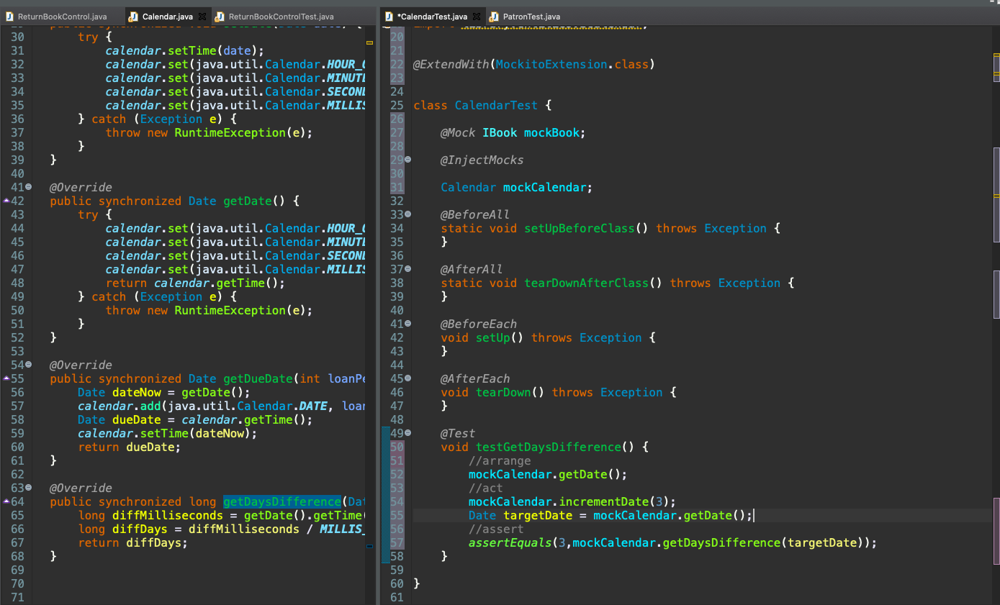 ReturnBookControl.java
Calendar.java
ReturnBookControlTest.java
30 try {
31 calendar.setTime(date);
32 calendar.set(java.util.Calendar.HOUR_
33 calendar.set(java.util.Calendar.MINUTE
34 calendar.set(java.util.Calendar.SECOND
35 calendar.set(java.util.Calendar.MILLIS
36 } catch (Exception e) {
37 throw new RuntimeException(e);
38 }
39 }
40
41 @Override
42 public synchronized Date getDate() {
43 try {
44 calendar.set(java.util.Calendar.HOUR_
45 calendar.set(java.util.Calendar.MINUTE
46 calendar.set(java.util.Calendar.SECOND
47 calendar.set(java.util.Calendar.MILLIS
48 return calendar.getTime();
49 } catch (Exception e) {
50 throw new RuntimeException(e);
51 }
52 }
53
54 @Override
55 public synchronized Date getDueDate(int loanPe
56 Date dateNow = getDate();
57 calendar.add(java.util.Calendar.DATE, loan
58 Date dueDate = calendar.getTime();
59 calendar.setTime(dateNow);
60 return dueDate;
61 }
62
63 @Override
64 public synchronized long getDaysDifference(Dat
65 long diffMilliseconds = getDate().getTime(
66 long diffDays = diffMilliseconds / MILLIS_
67 return diffDays;
68 }
69
70
71
*CalendarTest.java
PatronTest.java
20
21
22 @ExtendWith(MockitoExtension.class)
23
24
25 class CalendarTest {
26
27 @Mock IBook mockBook;
28
29 @InjectMocks
30
31 Calendar mockCalendar;
32
33 @BeforeAll
34 static void setUpBeforeClass() throws Exception {
35 }
36
37 @AfterAll
38 static void tearDownAfterClass() throws Exception {
39 }
40
41 @BeforeEach
42 void setUp() throws Exception {
43 }
44
45 @AfterEach
46 void tearDown() throws Exception {
47 }
48
49 @Test
50 void testGetDaysDifference() {
51 //arrange
52 mockCalendar.getDate();
53 //act
54 mockCalendar.incrementDate(3);
55 Date targetDate = mockCalendar.getDate();
56 //assert
57 assertEquals(3,mockCalendar.getDaysDifference(targetDate));
58 }
59
60 }
61